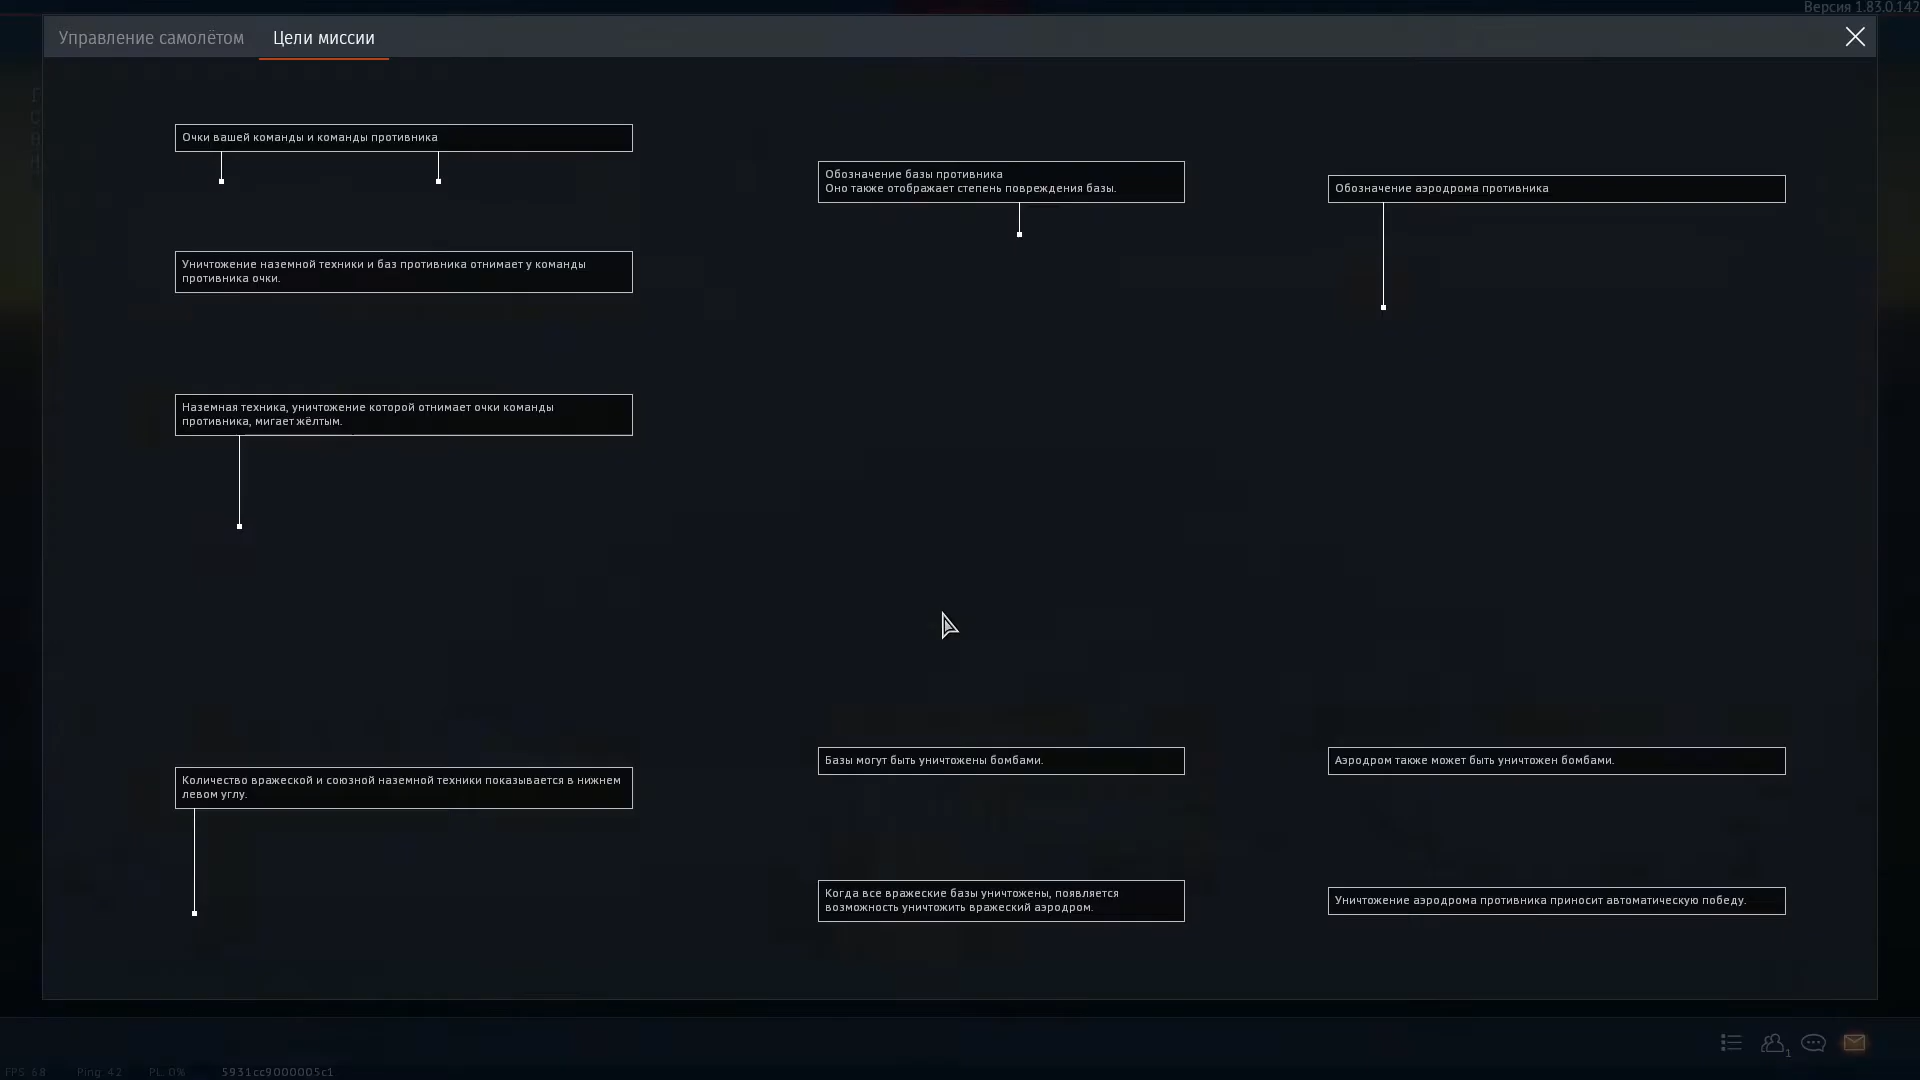 Версия 1.83.0.142
Управление самолётом
Цели миссии
Очки вашей команды и команды противника
Обозначение базы противника
Оно также отображает степень повреждения базы.
Обозначение аэродрома противника
Уничтожение наземной техники и баз противника отнимает у команды
противника очки.
Наземная техника, уничтожение которой отнимает очки команды
противника, мигает жёлтым.
Количество вражеской и союзной наземной техники показывается в нижнем
левом углу.
Базы могут быть уничтожены бомбами.
Аэродром также может быть уничтожен бомбами.
Когда все вражеские базы уничтожены, появляется
возможность уничтожить вражеский аэродром.
Уничтожение аэродрома противника приносит автоматическую победу.
1
FPS 68 Ping 42 PL 0% 5931cc9000005c1